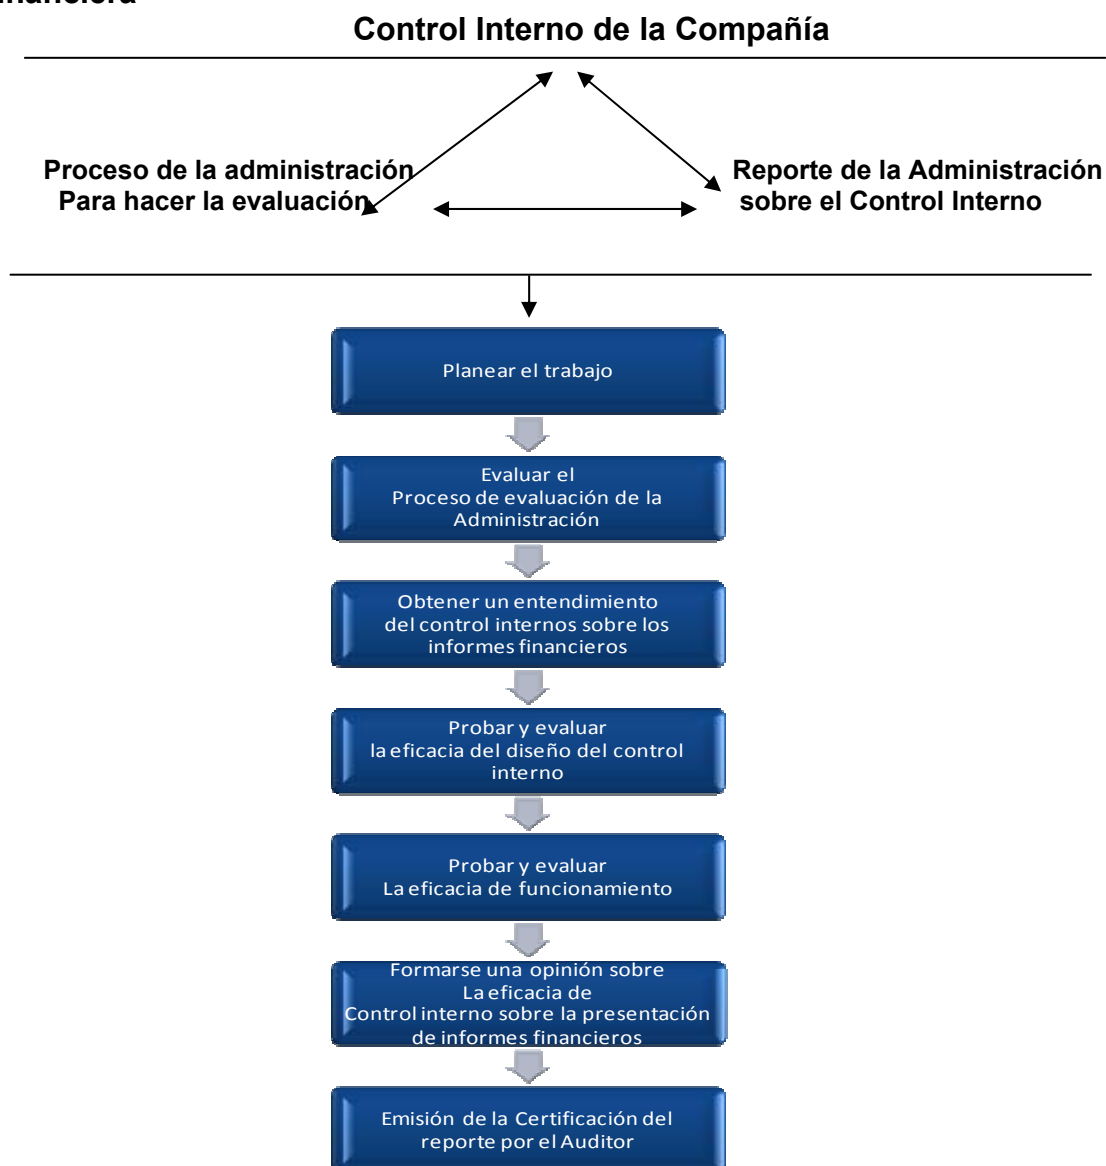 Control Interno de la Compañía
Proceso de la administración
Para hacer la evaluación
Reporte de la Administración
sobre el Control Interno
Planear el trabajo
Evaluar el
Proceso de evaluación de la
Administración
Obtener un entendimiento
del control internos sobre los
informes financieros
Probar y evaluar
la eficacia del diseño del control
interno
Probar y evaluar
La eficacia de funcionamiento
Formarse una opinión sobre
La eficacia de
Control interno sobre la presentación
de informes financieros
Emisión de la Certificación del
reporte por el Auditor